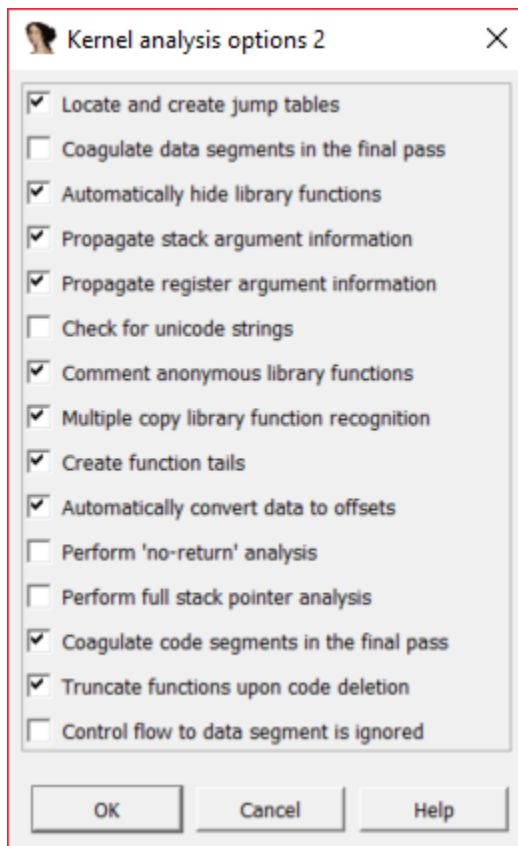 Kernel analysis options 2
Locate and create jump tables
Coagulate data segments in the final pass
Automatically hide library functions
Propagate stack argument information
Propagate register argument information
Check for unicode strings
Comment anonymous library functions
Multiple copy library function recognition
Create function tails
Automatically convert data to offsets
Perform 'no-return' analysis
Perform full stack pointer analysis
Coagulate code segments in the final pass
Truncate functions upon code deletion
Control flow to data segment is ignored
OK Cancel Help